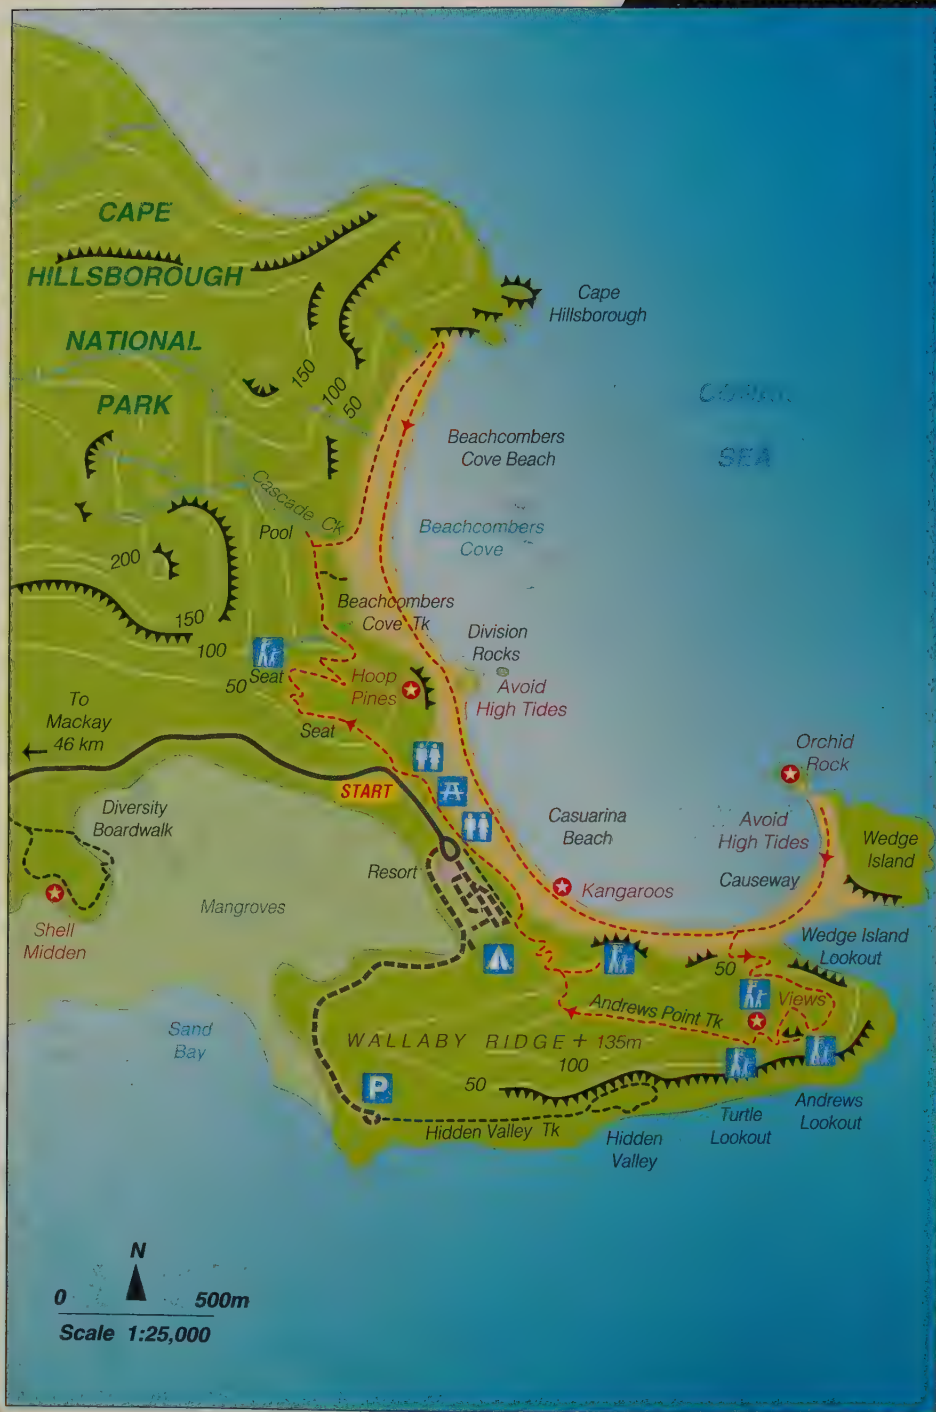 CAPE
HILLSBOROUGH
NATIONAL
PARK
Cape
Hillsborough
150
100
50
SEA
Beachcombers
Cove Beach
Cascade Ck
Pool
Beachcombers
Cove
200
150
100
Beachcombers
Cove Tk
Division
Rocks
Seat
50
Hoop
Pines
Avoid
High Tides
To
Mackay
46 km
Seat
Orchid
Rock
START
Diversity
Boardwalk
Casuarina
Beach
Avoid
High Tides
Wedge
Island
Resort
Kangaroos
Causeway
Mangroves
Shell
Midden
Wedge Island
Lookout
50
Views
Andrews Point Tk
Sand
Bay
WALLABY RIDGE + 135m
100
50
P
Turtle
Lookout
Andrews
Lookout
Hidden Valley Tk
Hidden
Valley
N
0 500m
Scale 1:25,000